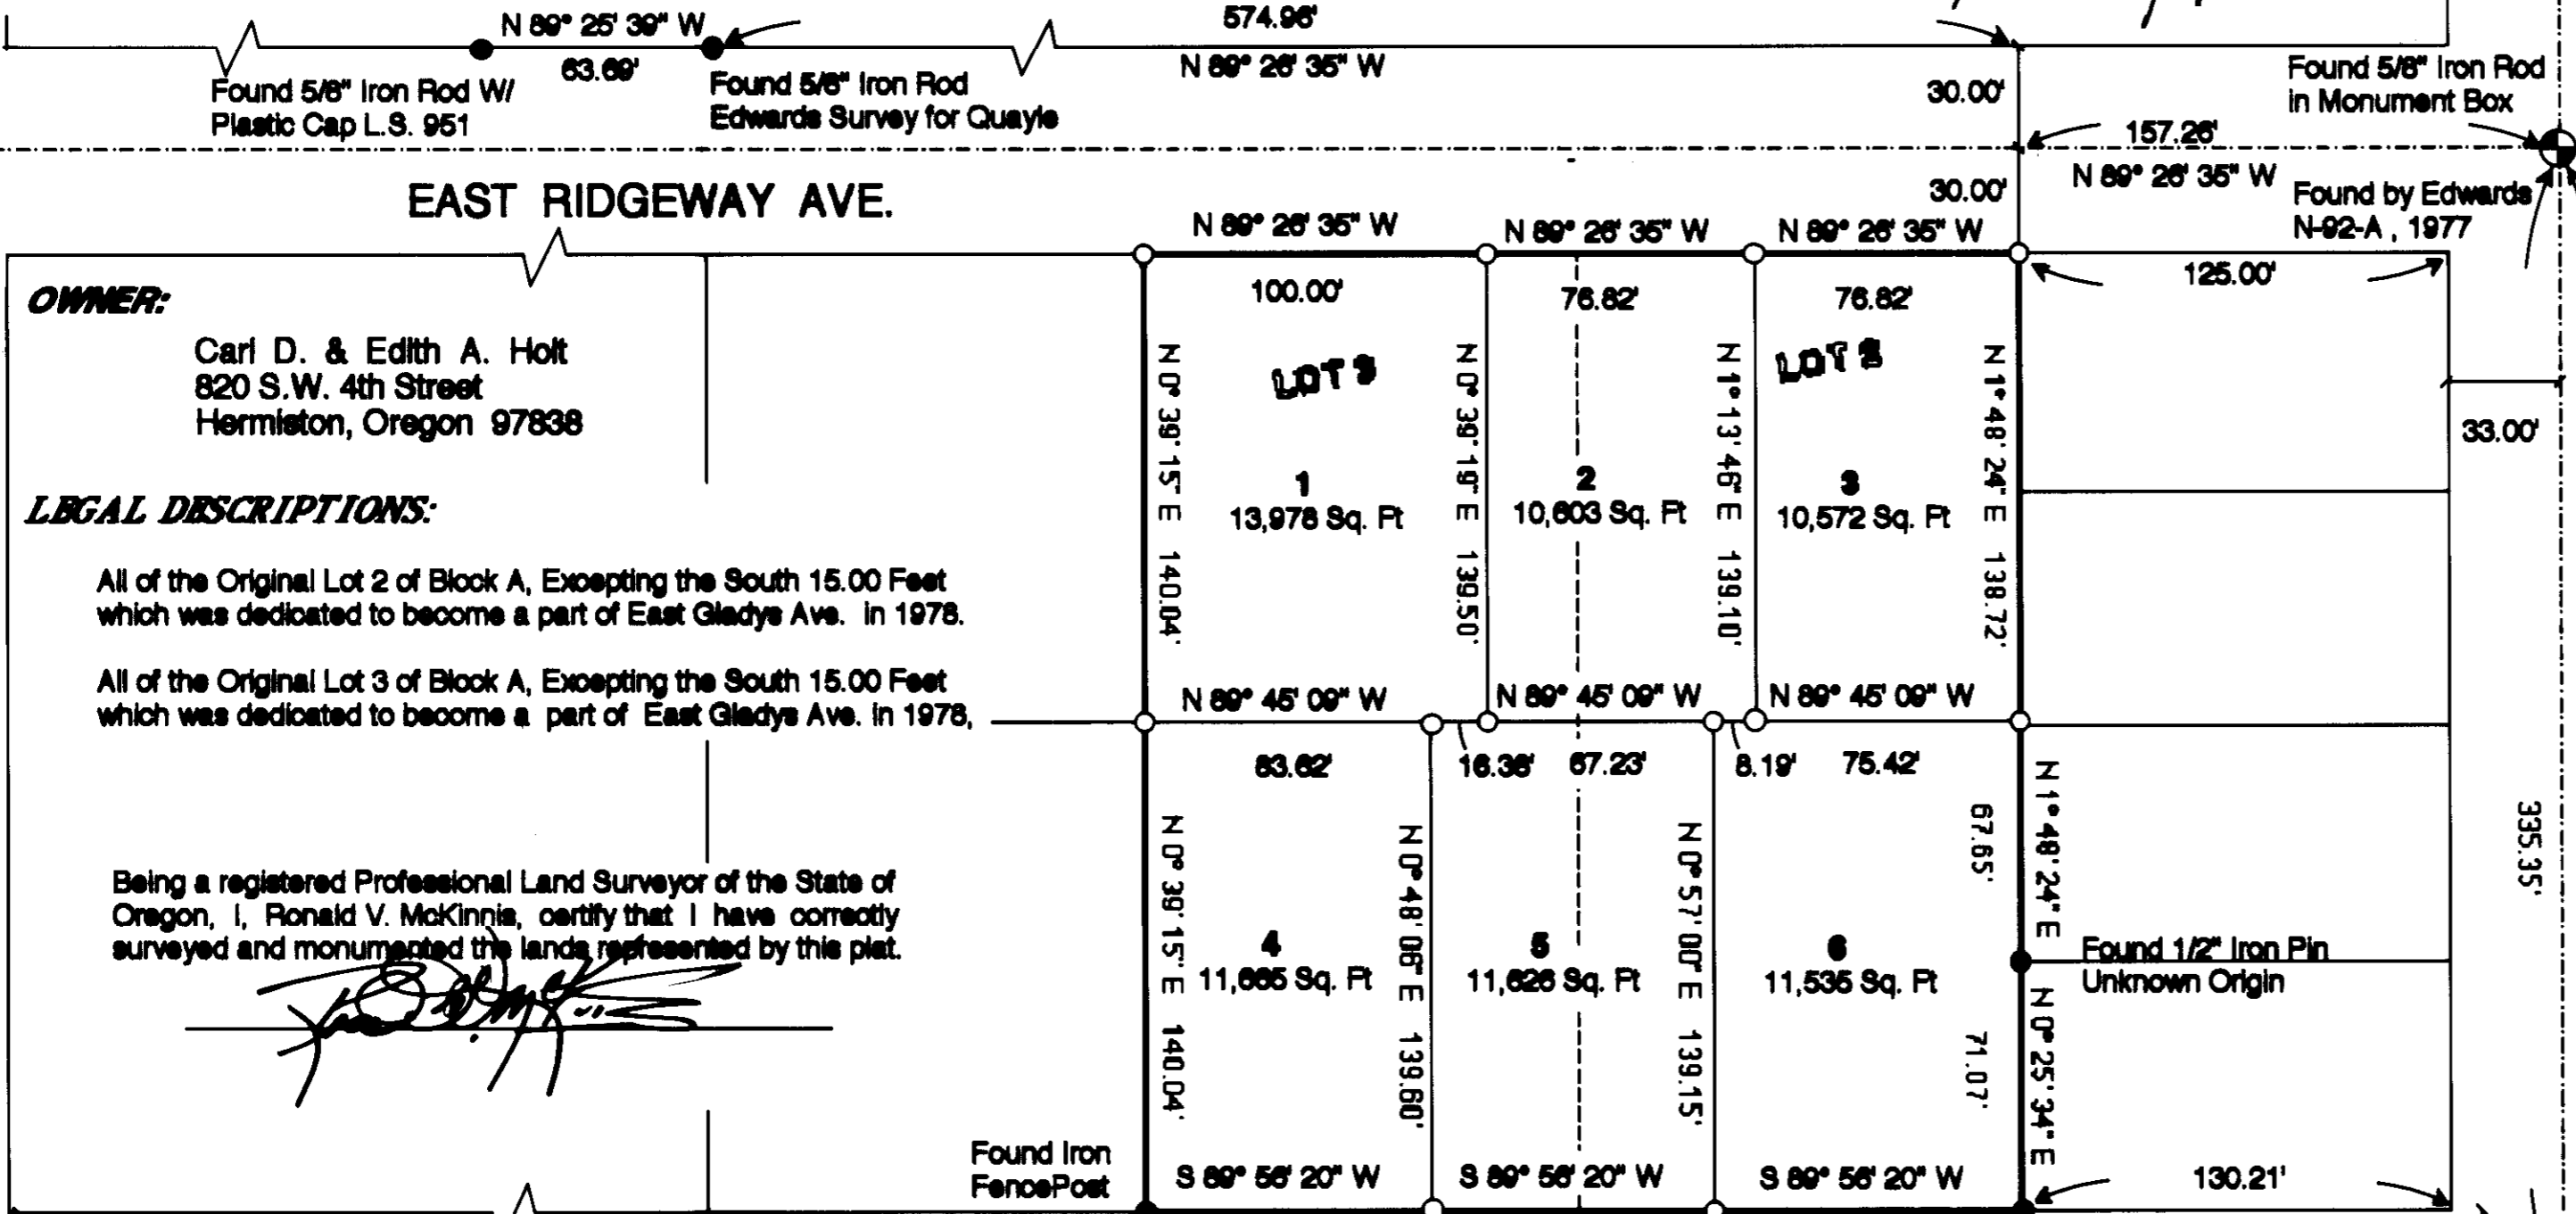 N 89° 25' 39" W
63.69'
574.96'
N 89° 26' 35" W
Found 5/8" Iron Rod W/
Plastic Cap L.S. 951
Found 5/8" Iron Rod
Edwards Survey for Quayle
30.00'
Found 5/8" Iron Rod
in Monument Box
157.26'
N 89° 26' 35" W
30.00'
Found by Edwards
N-92-A , 1977
EAST RIDGEWAY AVE.
N 89° 26' 35" W
N 89° 26' 35" W
N 89° 26' 35" W
100.00'
76.82'
76.82'
125.00'
OWNER:
Carl D. & Edith A. Holt
820 S.W. 4th Street
Hermiston, Oregon 97838
LOT 3
LOT 2
N 0° 39' 15" E 140.04'
N 0° 39' 19" E 139.50'
N 1° 13' 46" E 139.10'
N 1° 48' 24" E 138.72'
33.00'
1
13,978 Sq. Ft
2
10,603 Sq. Ft
3
10,572 Sq. Ft
LEGAL DESCRIPTIONS:
All of the Original Lot 2 of Block A, Excepting the South 15.00 Feet
which was dedicated to become a part of East Gladys Ave. in 1978.
All of the Original Lot 3 of Block A, Excepting the South 15.00 Feet
which was dedicated to become a part of East Gladys Ave. in 1978,
N 89° 45' 09" W
N 89° 45' 09" W
N 89° 45' 09" W
83.62'
16.38'
67.23'
8.19'
75.42'
N 0° 39' 15" E 140.04'
N 0° 48' 06" E 139.60'
N 0° 57' 00" E 139.15'
67.65'
71.07'
N 1° 48' 24" E
N 0° 25' 34" E
335.35'
Being a registered Professional Land Surveyor of the State of
Oregon, I, Ronald V. McKinnis, certify that I have correctly
surveyed and monumented the lands represented by this plat.
4
11,665 Sq. Ft
5
11,626 Sq. Ft
6
11,535 Sq. Ft
Found 1/2" Iron Pin
Unknown Origin
Found Iron
FencePost
S 89° 56' 20" W
S 89° 56' 20" W
S 89° 56' 20" W
130.21'